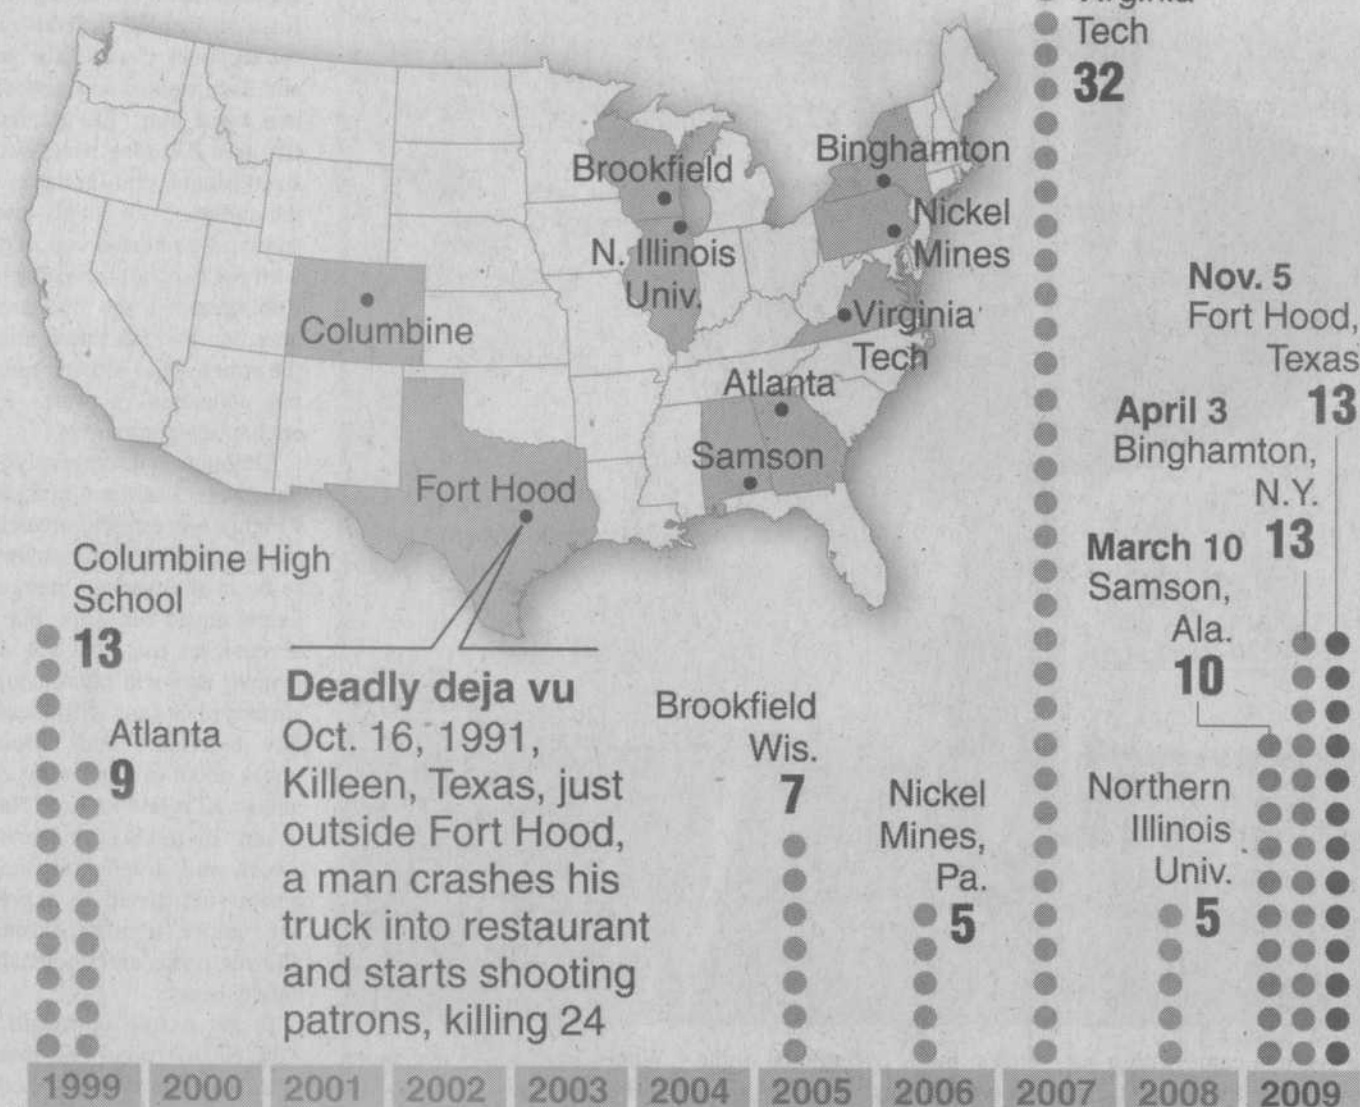 Virginia
Tech
32
Brookfield
Binghamton
N. Illinois
Univ.
Nickel
Mines
Columbine
Virginia
Tech
Atlanta
Samson
Fort Hood
Nov. 5
Fort Hood,
Texas
13
April 3
Binghamton,
N.Y.
13
March 10
Samson,
Ala.
10
Columbine High
School
13
Atlanta
9
Deadly deja vu
Oct. 16, 1991,
Killeen, Texas, just
outside Fort Hood,
a man crashes his
truck into restaurant
and starts shooting
patrons, killing 24
Brookfield
Wis.
7
Nickel
Mines,
Pa.
5
Northern
Illinois
Univ.
5
1999 2000 2001 2002 2003 2004 2005 2006 2007 2008 2009